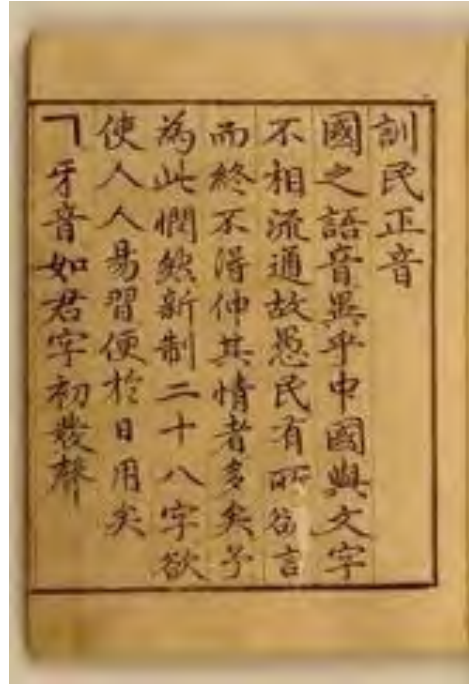 訓民正音
國之語音異乎中國與文字
不相流通故愚民有所欲言
而終不得伸其情者多矣予
為此憫然新制二十八字欲
使人人易習便於日用矣
ㄱ牙音如君字初發聲